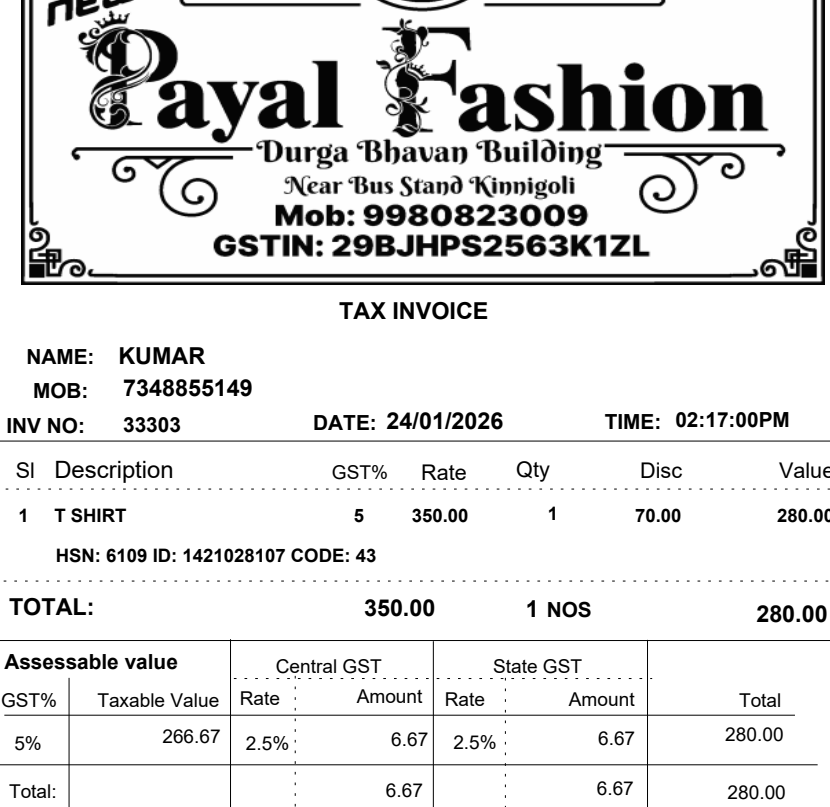 new
Payal Fashion
Durga Bhavan Building
Near Bus Stand Kinnigoli
Mob: 9980823009
GSTIN: 29BJHPS2563K1ZL
TAX INVOICE
NAME: KUMAR
MOB: 7348855149
INV NO: 33303 DATE: 24/01/2026 TIME: 02:17:00PM
Sl Description GST% Rate Qty Disc Value
1 T SHIRT 5 350.00 1 70.00 280.00
HSN: 6109 ID: 1421028107 CODE: 43
TOTAL: 350.00 1 NOS 280.00
Assessable value Central GST State GST
GST% Taxable Value Rate Amount Rate Amount Total
5% 266.67 2.5% 6.67 2.5% 6.67 280.00
Total: 6.67 6.67 280.00